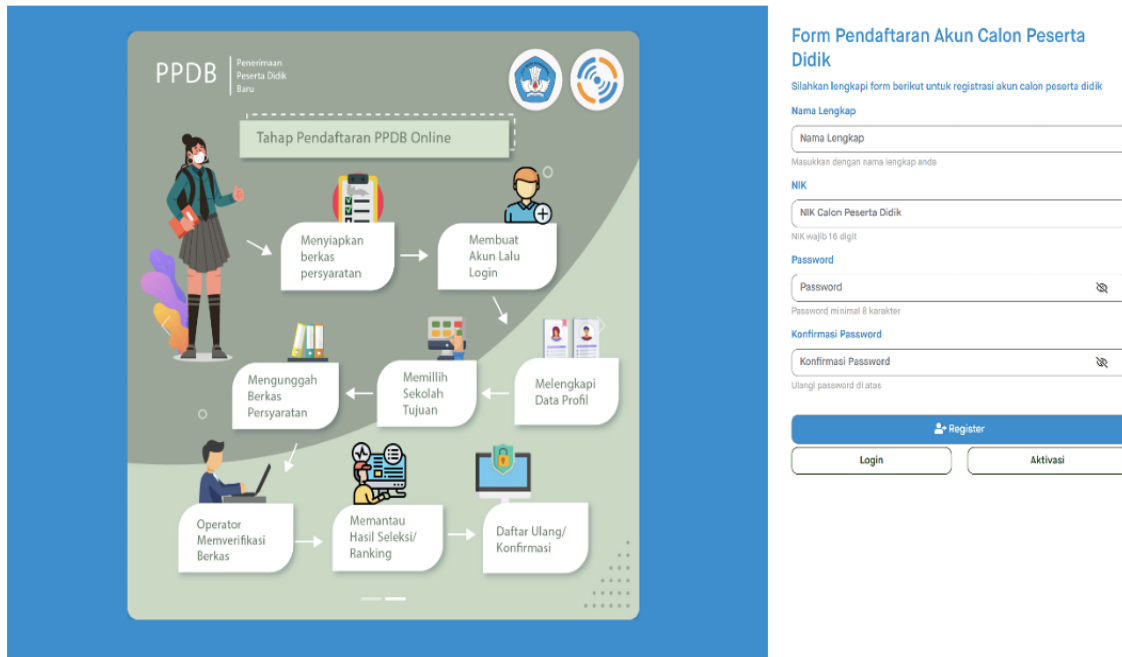 PPDB
Penerimaan
Peserta Didik
Baru
Tahap Pendaftaran PPDB Online
Menyiapkan
berkas
persyaratan
Membuat
Akun Lalu
Login
Melengkapi
Data Profil
Memillih
Sekolah
Tujuan
Mengunggah
Berkas
Persyaratan
Operator
Memverifikasi
Berkas
Memantau
Hasil Seleksi/
Ranking
Daftar Ulang/
Konfirmasi
Form Pendaftaran Akun Calon Peserta
Didik
Silahkan lengkapi form berikut untuk registrasi akun calon peserta didik
Nama Lengkap
Nama Lengkap
Masukkan dengan nama lengkap anda
NIK
NIK Calon Peserta Didik
NIK wajib 16 digit
Password
Password
Password minimal 8 karakter
Konfirmasi Password
Konfirmasi Password
Ulangi password di atas
Register
Login
Aktivasi